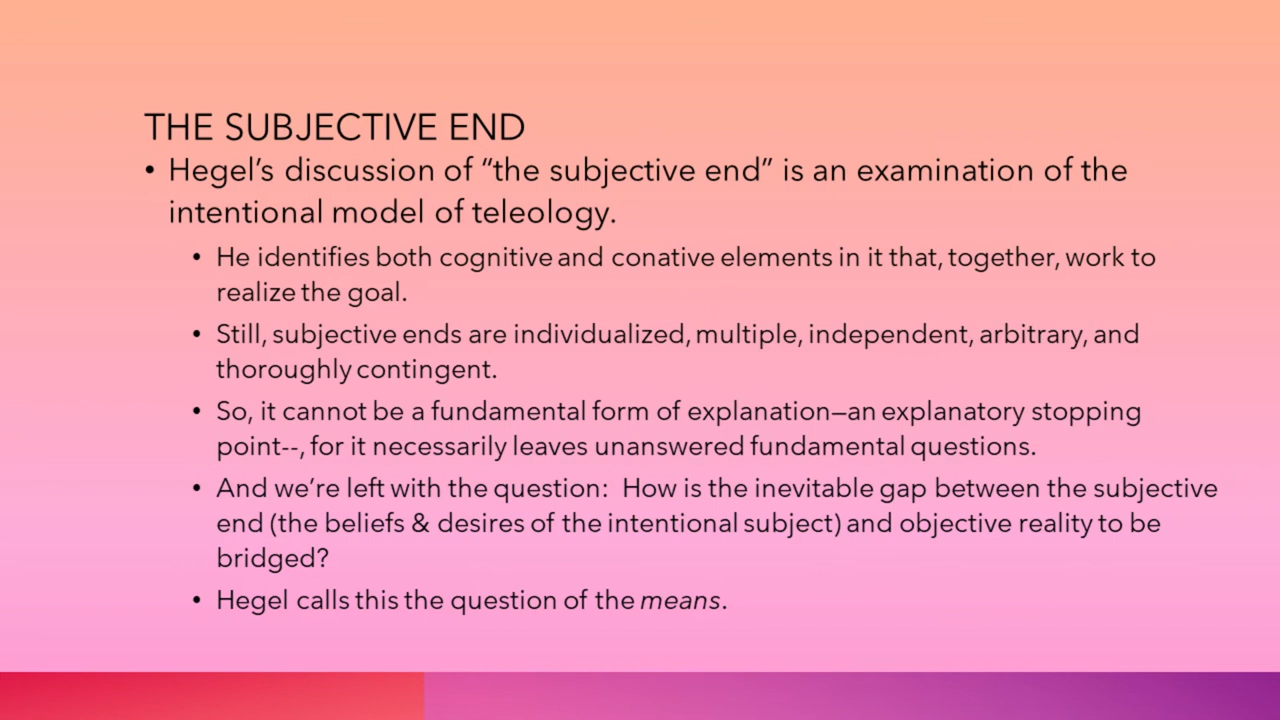 THE SUBJECTIVE END
• Hegel’s discussion of “the subjective end” is an examination of the
intentional model of teleology.
• He identifies both cognitive and conative elements in it that, together, work to
realize the goal.
• Still, subjective ends are individualized, multiple, independent, arbitrary, and
thoroughly contingent.
• So, it cannot be a fundamental form of explanation—an explanatory stopping
point--, for it necessarily leaves unanswered fundamental questions.
• And we’re left with the question:  How is the inevitable gap between the subjective
end (the beliefs & desires of the intentional subject) and objective reality to be
bridged?
• Hegel calls this the question of the means.